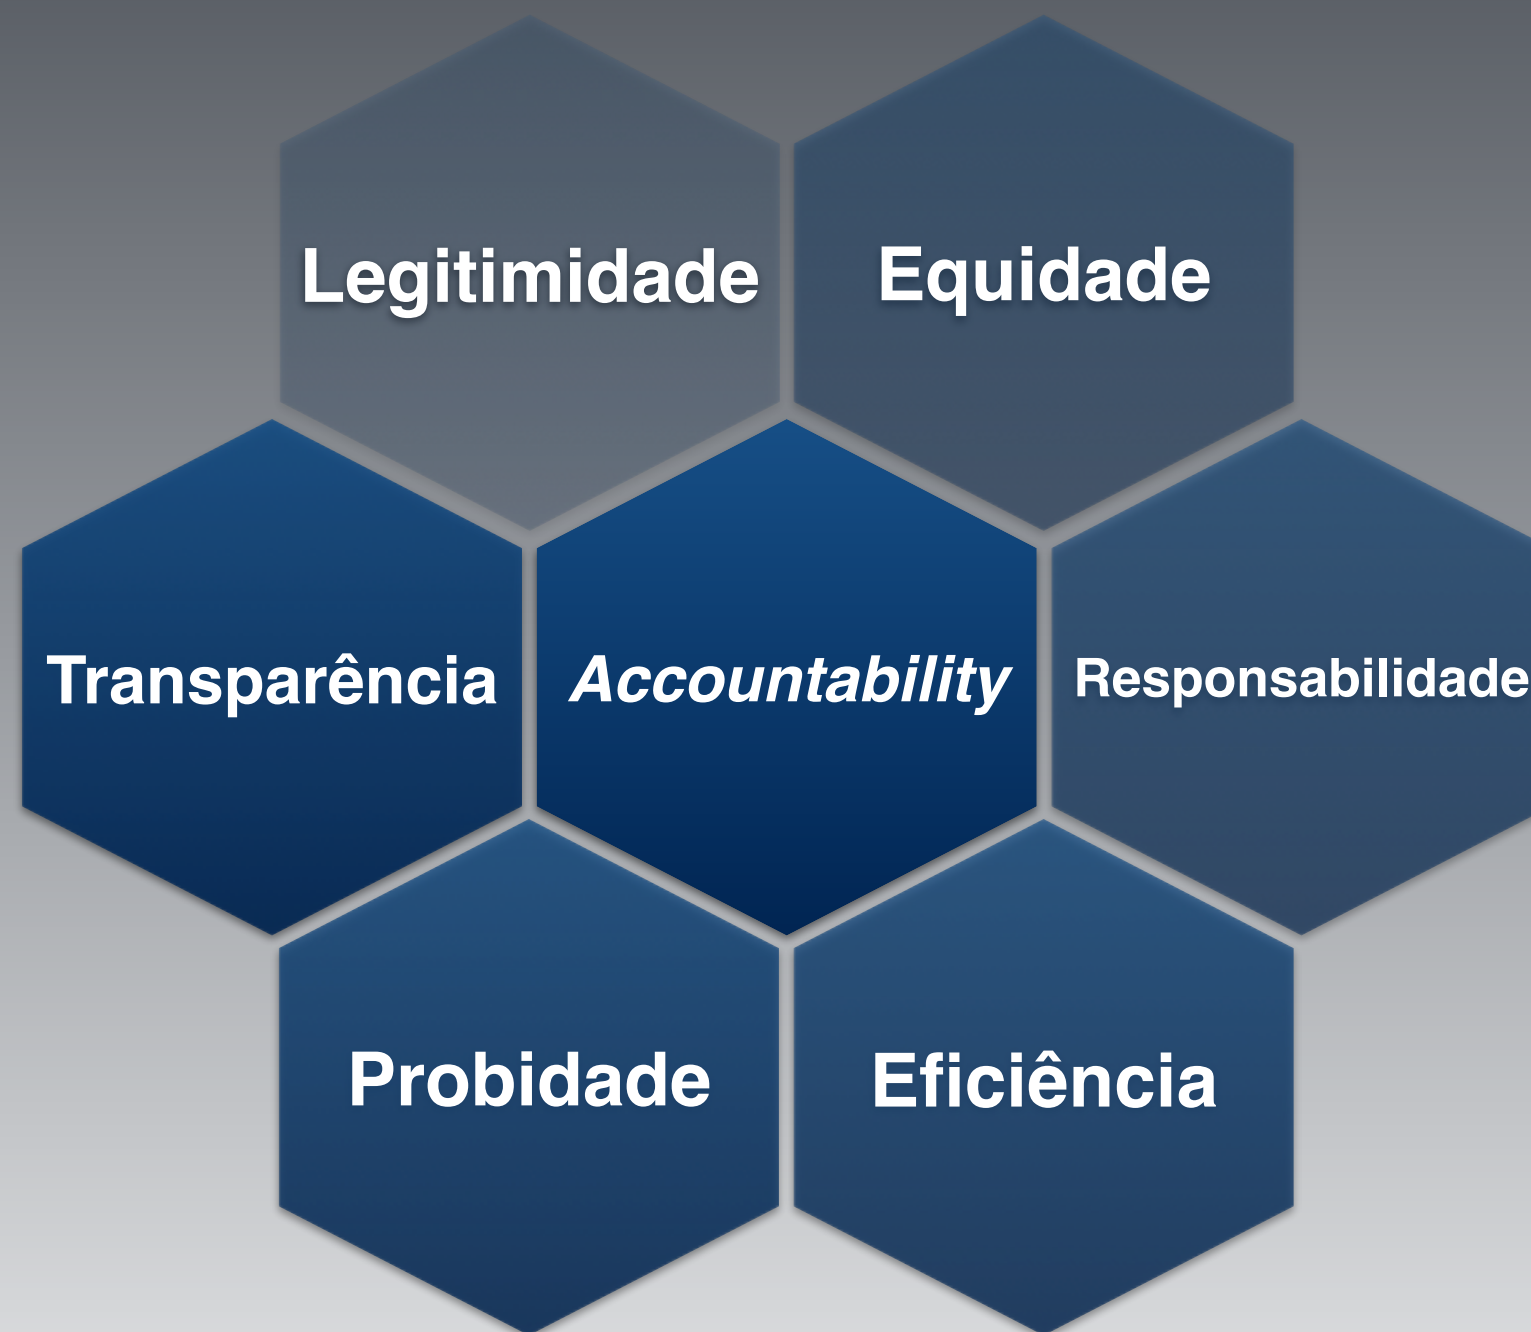 Legitimidade
Equidade
Transparência
Accountability
Responsabilidade
Probidade
Eficiência